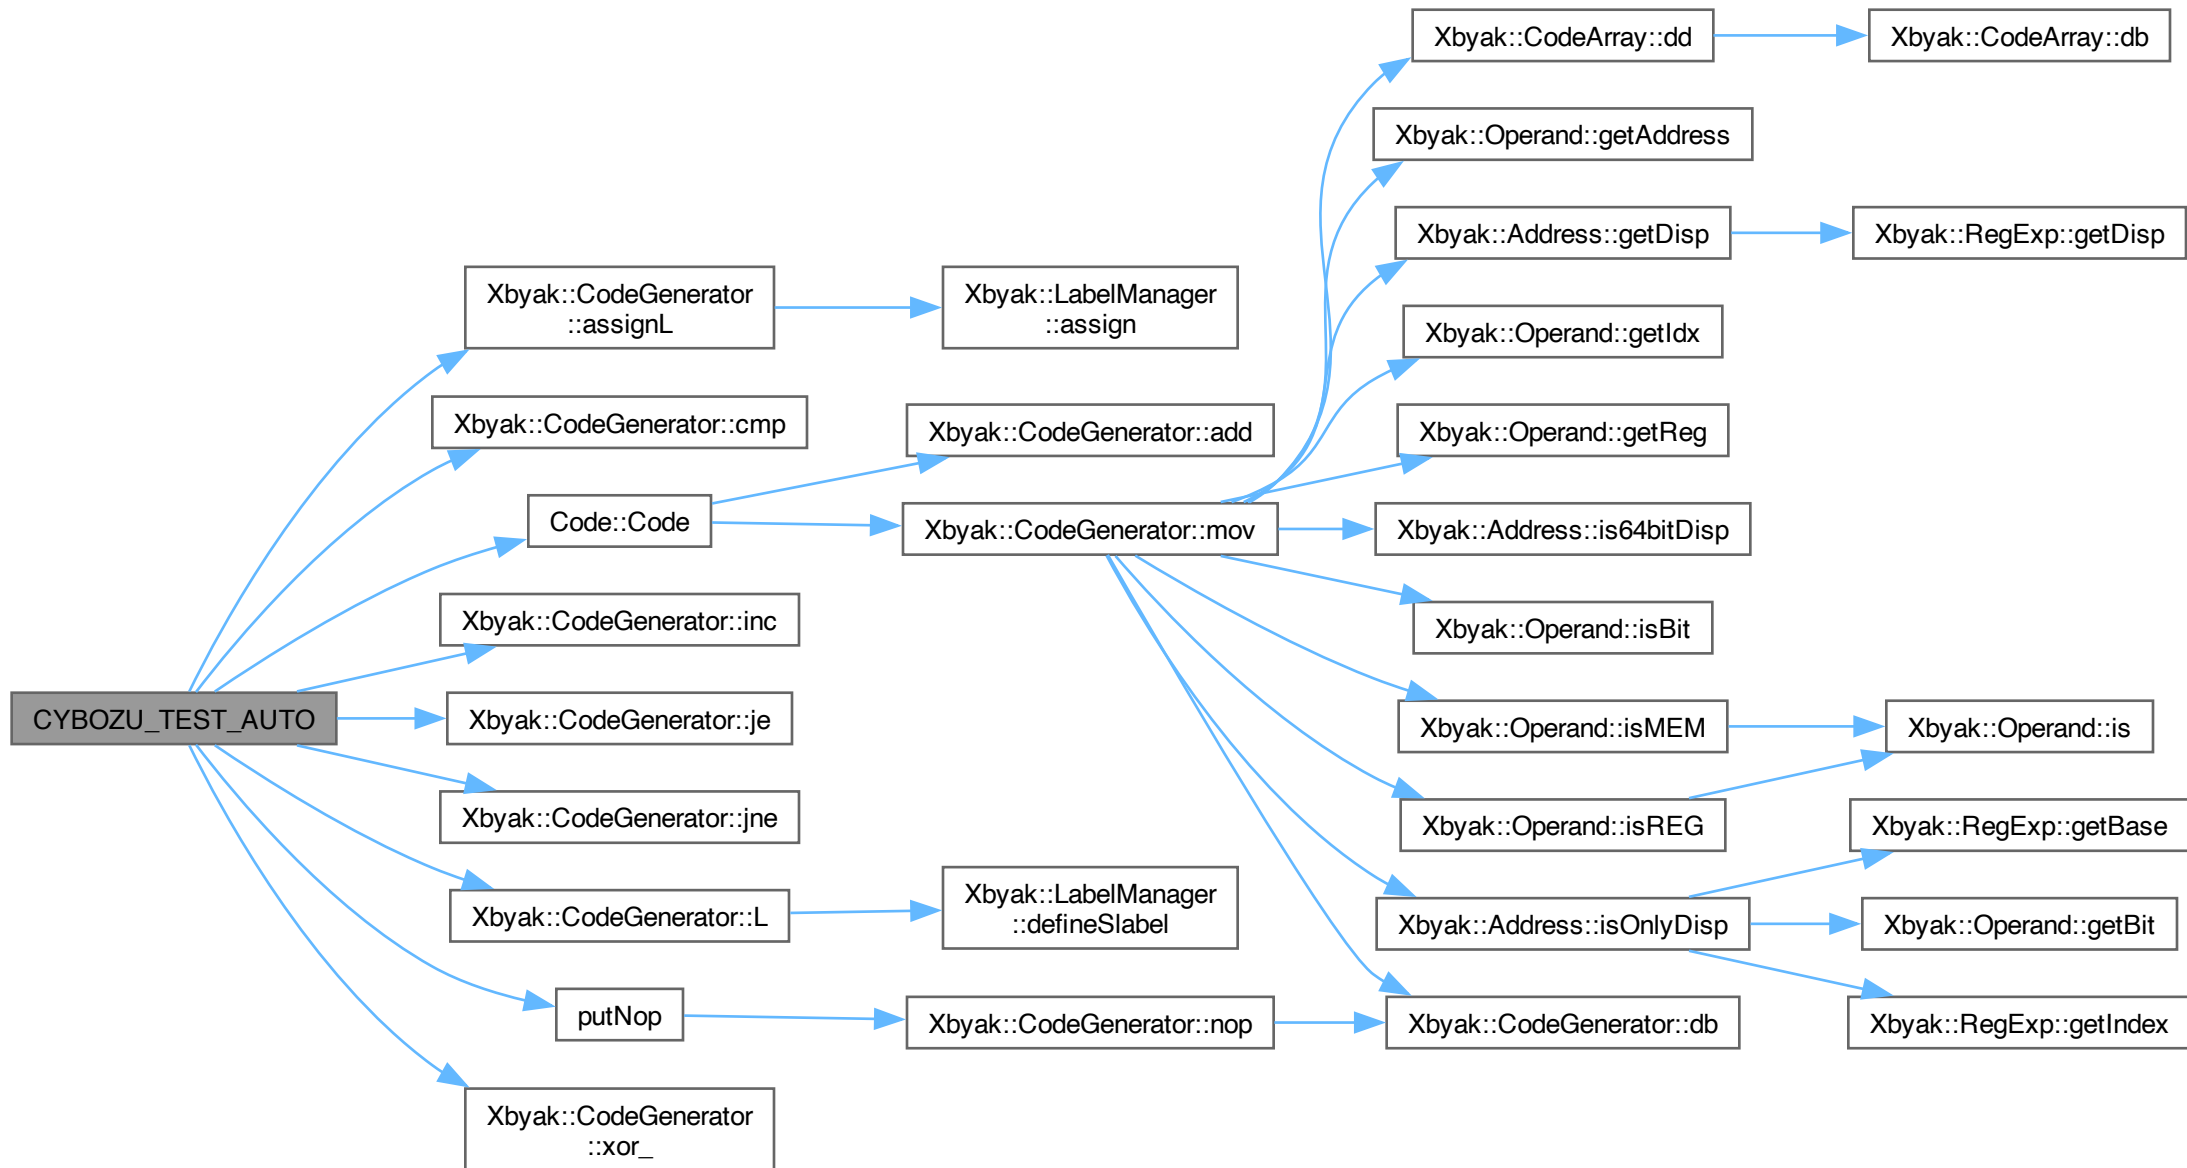 CYBOZU_TEST_AUTO
Xbyak::CodeGenerator
::assignL
Xbyak::LabelManager
::assign
Xbyak::CodeGenerator::cmp
Code::Code
Xbyak::CodeGenerator::add
Xbyak::CodeGenerator::mov
Xbyak::CodeArray::dd
Xbyak::CodeArray::db
Xbyak::Operand::getAddress
Xbyak::Address::getDisp
Xbyak::RegExp::getDisp
Xbyak::Operand::getIdx
Xbyak::Operand::getReg
Xbyak::Address::is64bitDisp
Xbyak::Operand::isBit
Xbyak::Operand::isMEM
Xbyak::Operand::is
Xbyak::Operand::isREG
Xbyak::Address::isOnlyDisp
Xbyak::RegExp::getBase
Xbyak::Operand::getBit
Xbyak::RegExp::getIndex
Xbyak::CodeGenerator::db
Xbyak::CodeGenerator::inc
Xbyak::CodeGenerator::je
Xbyak::CodeGenerator::jne
Xbyak::CodeGenerator::L
Xbyak::LabelManager
::defineSlabel
putNop
Xbyak::CodeGenerator::nop
Xbyak::CodeGenerator
::xor_